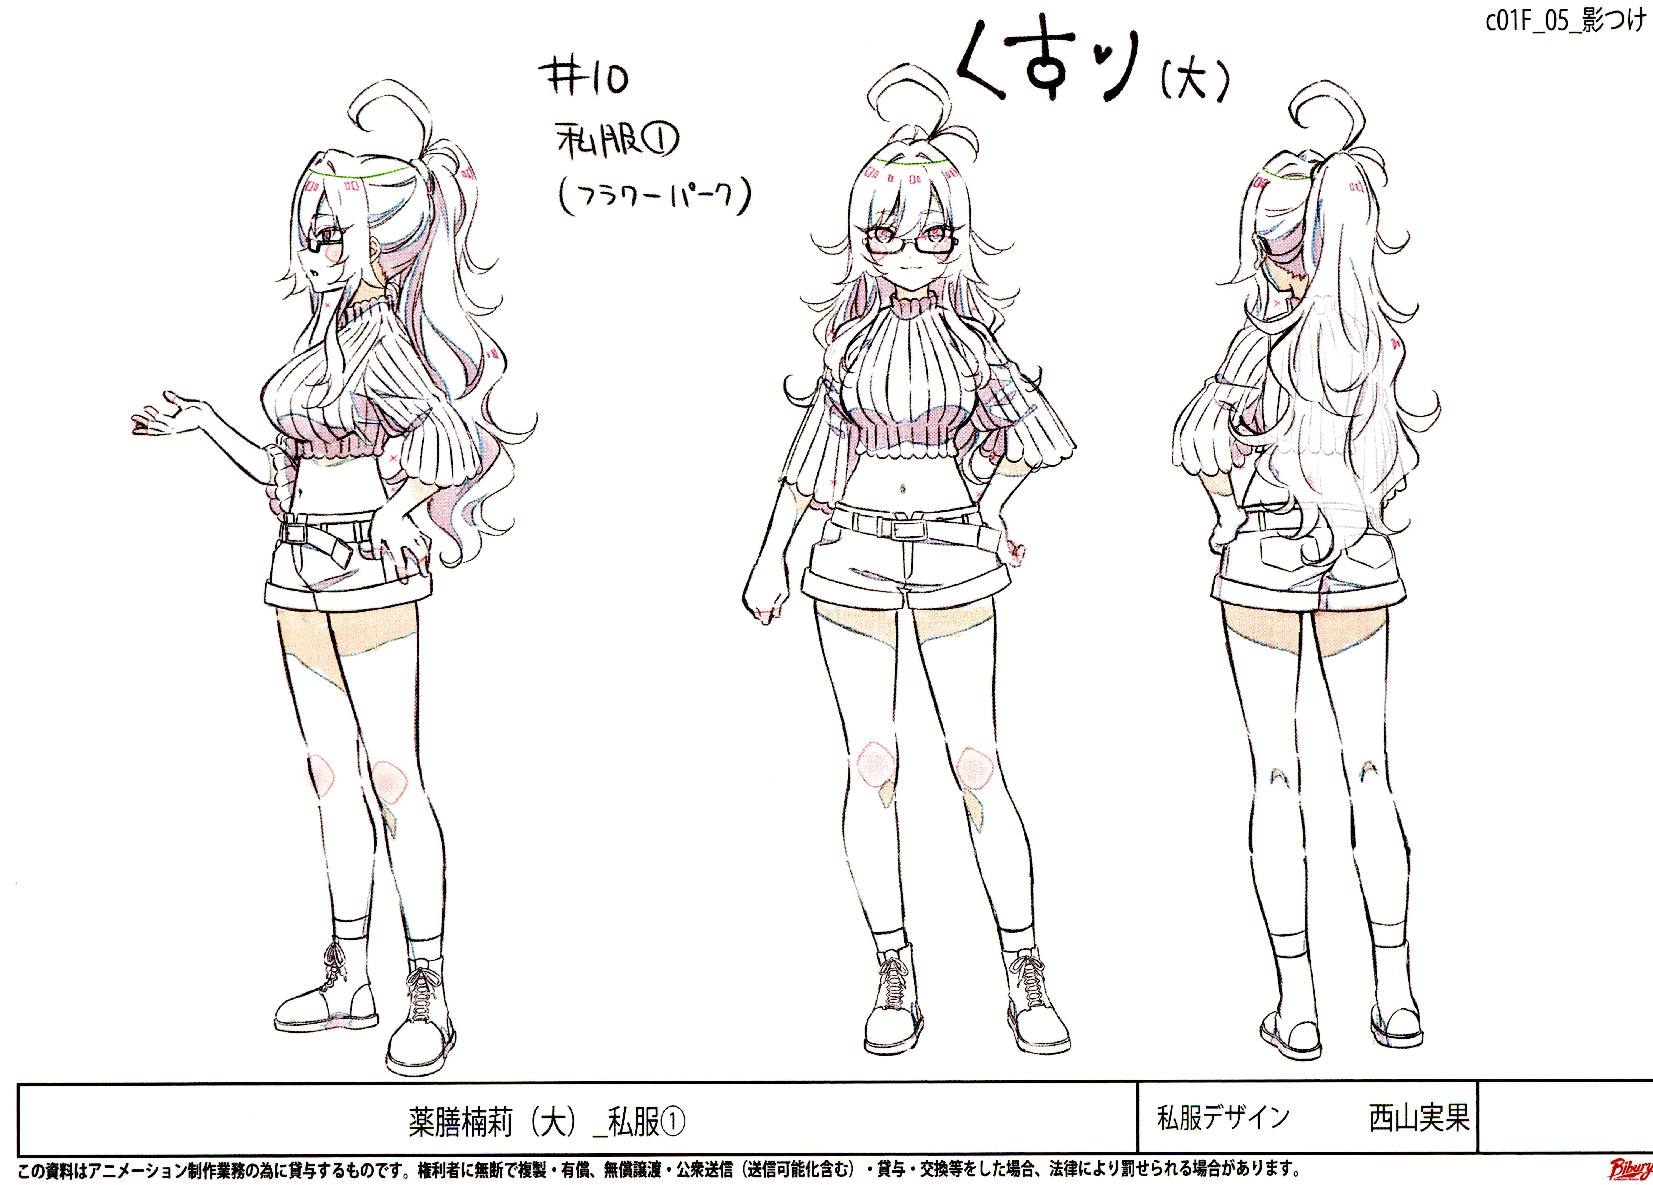 c01F_05_影つけ
くすり(大)
#10
私服①
(フラワーパーク)
薬膳楠莉（大）_私服①
私服デザイン 西山実果
この資料はアニメーション制作業務の為に貸与するものです。権利者に無断で複製・有償、無償譲渡・公衆送信（送信可能化含む）・貸与・交換等をした場合、法律により罰せられる場合があります。
Bibury